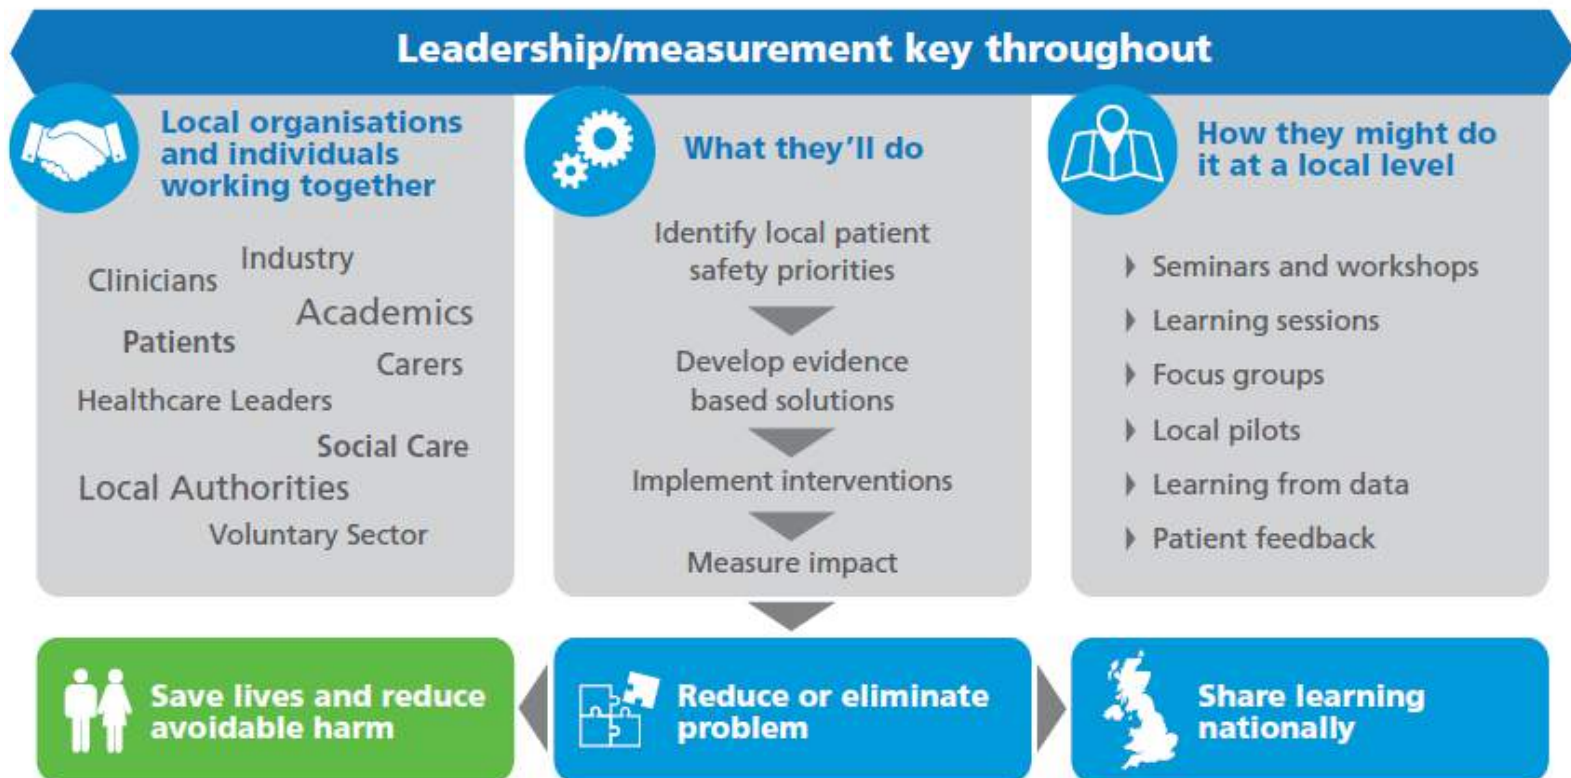 Leadership/measurement key throughout
Local organisations
and individuals
working together
Industry
Clinicians
Academics
Patients
Carers
Healthcare Leaders
Social Care
Local Authorities
Voluntary Sector
What they’ll do
Identify local patient
safety priorities
Develop evidence
based solutions
Implement interventions
Measure impact
How they might do
it at a local level
Seminars and workshops
Learning sessions
Focus groups
Local pilots
Learning from data
Patient feedback
Save lives and reduce
avoidable harm
Reduce or eliminate
problem
Share learning
nationally